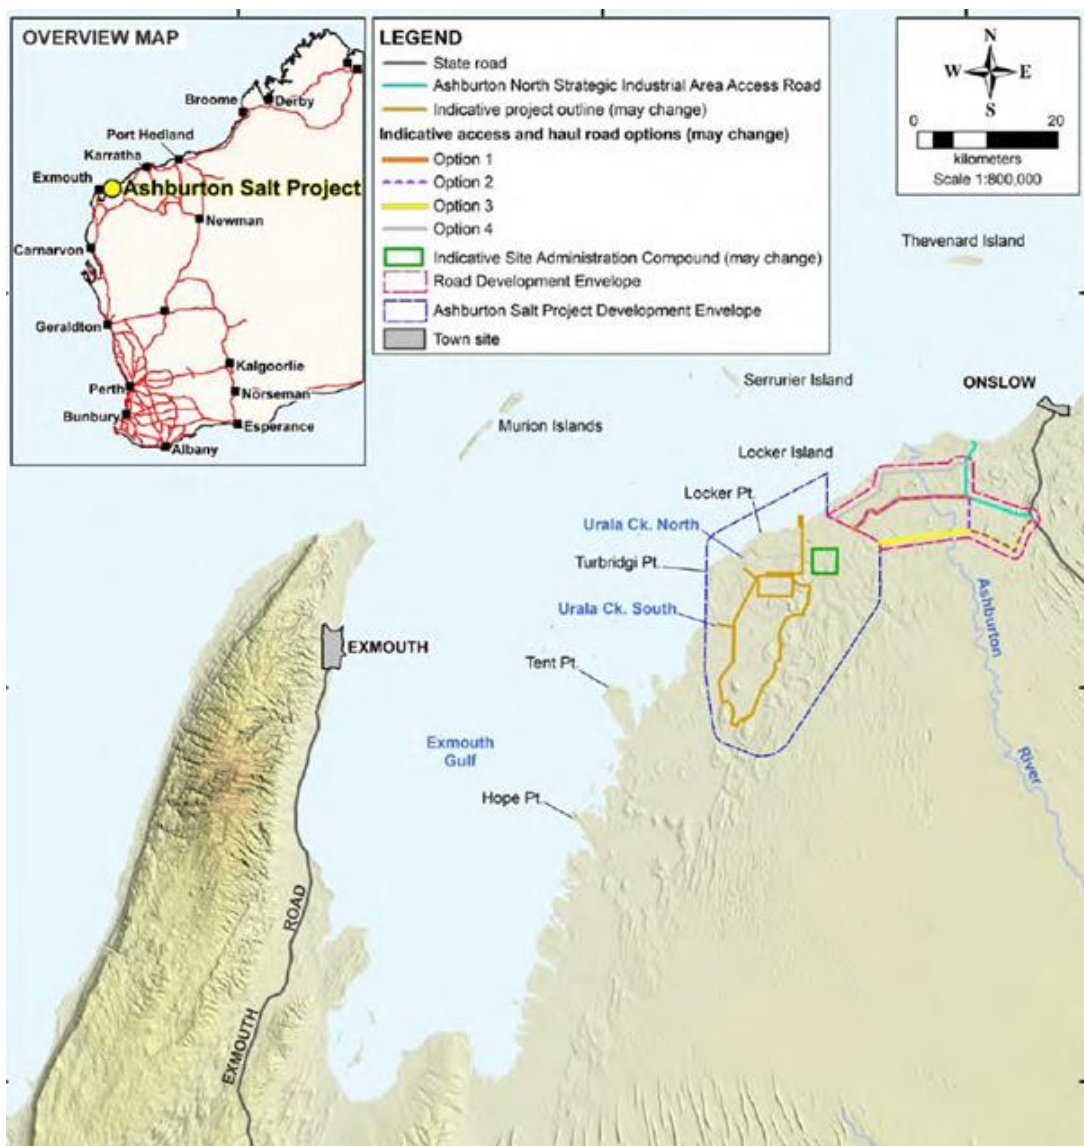 OVERVIEW MAP
Broome
Derby
Port Hedland
Karratha
Exmouth
Ashburton Salt Project
Newman
Carnarvon
Geraldton
Kalgoorlie
Perth
Norseman
Bunbury
Esperance
Albany
LEGEND
State road
Ashburton North Strategic Industrial Area Access Road
Indicative project outline (may change)
Indicative access and haul road options (may change)
Option 1
Option 2
Option 3
Option 4
Indicative Site Administration Compound (may change)
Road Development Envelope
Ashburton Salt Project Development Envelope
Town site
N
W E
S
0 20
kilometers
Scale 1:800,000
Thevenard Island
Serrurier Island
ONSLOW
Murion Islands
Locker Island
Locker Pt.
Urala Ck. North
Turbridgi Pt.
Urala Ck. South
Ashburton
River
EXMOUTH
Tent Pt.
Exmouth
Gulf
Hope Pt.
EXMOUTH ROAD